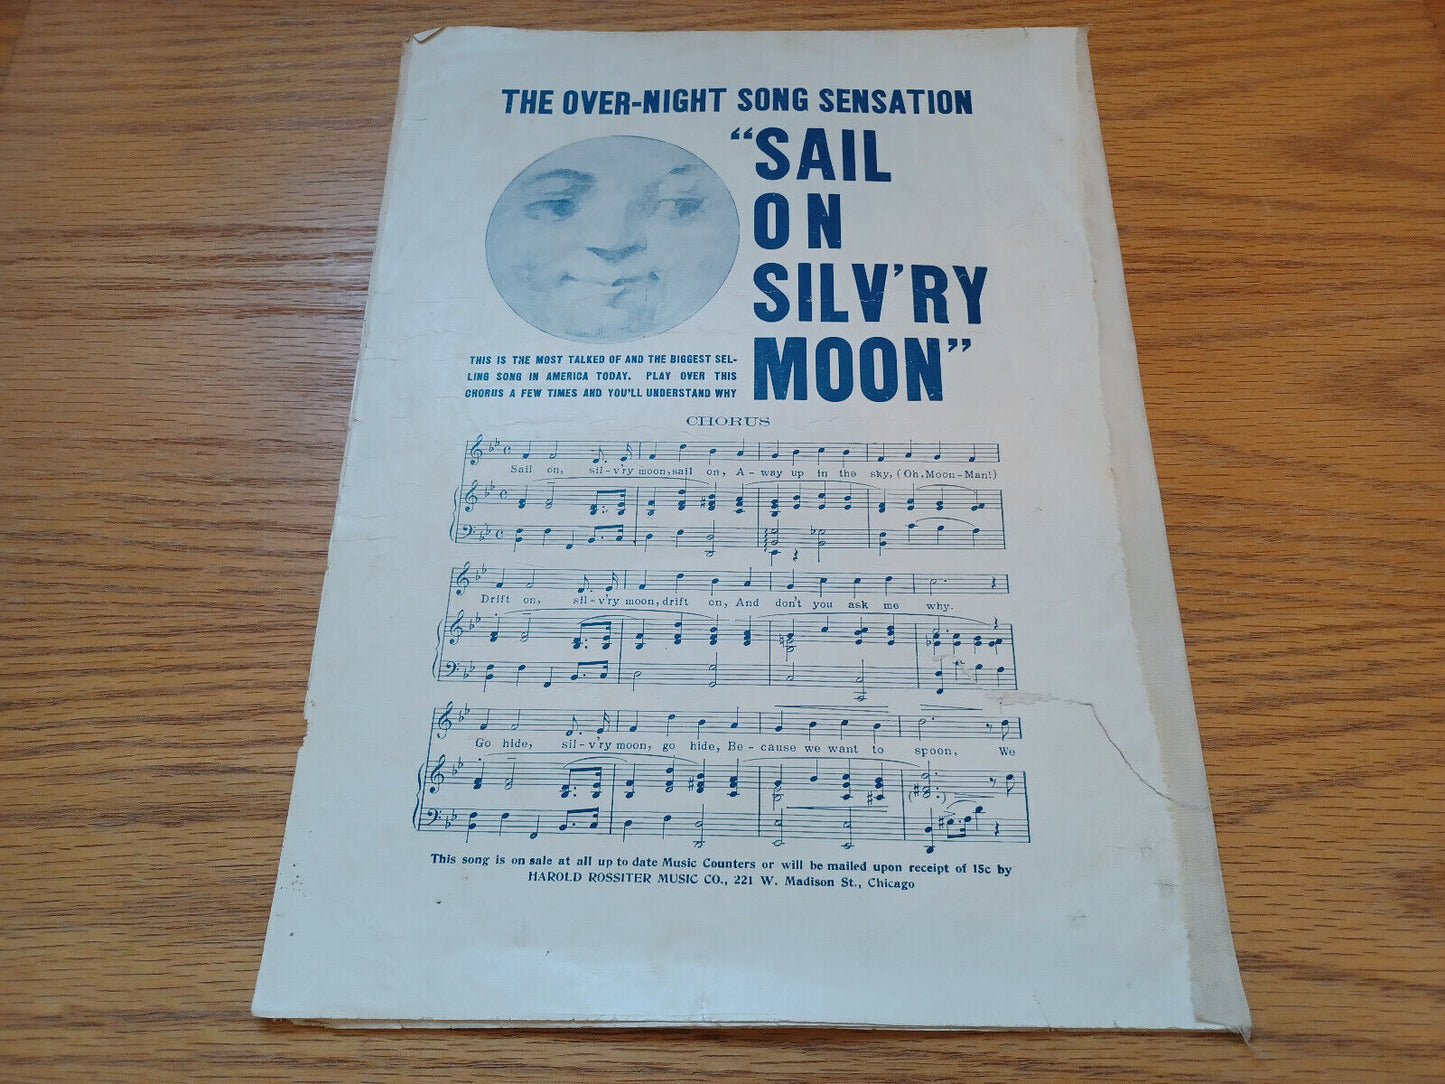 THE OVER-NIGHT SONG SENSATION
"SAIL
ON
SILV'RY
MOON"
THIS IS THE MOST TALKED OF AND THE BIGGEST SEL-
LING SONG IN AMERICA TODAY. PLAY OVER THIS
CHORUS A FEW TIMES AND YOU'LL UNDERSTAND WHY
CHORUS
Sail on, sil-v'ry moon, sail on, A-way up in the sky, (Oh, Moon-Man!)
Drift on, sil-v'ry moon, drift on, And don't you ask me why.
Go hide, sil-v'ry moon, go hide, Be-cause we want to spoon, We
This song is on sale at all up to date Music Counters or will be mailed upon receipt of 15c by
HAROLD ROSSITER MUSIC CO., 221 W. Madison St., Chicago